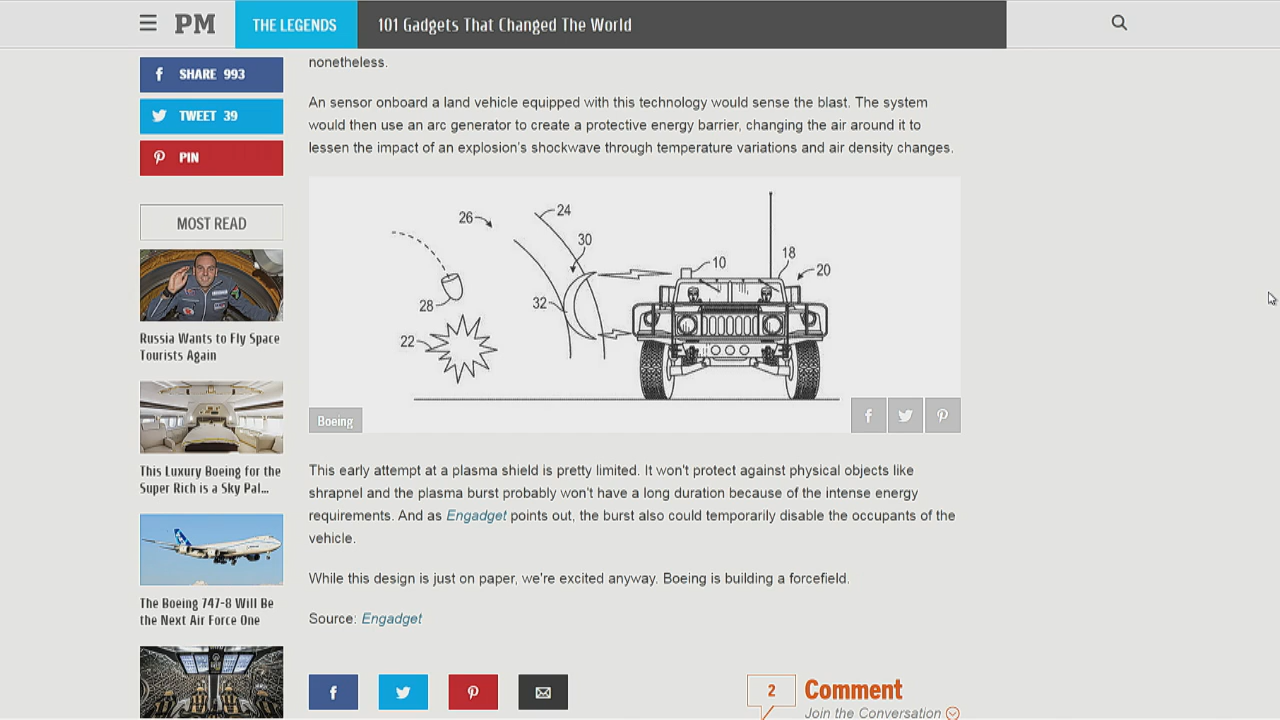 PM
THE LEGENDS
101 Gadgets That Changed The World
SHARE 993
TWEET 39
PIN
MOST READ
Russia Wants to Fly Space
Tourists Again
This Luxury Boeing for the
Super Rich is a Sky Pal...
The Boeing 747-8 Will Be
the Next Air Force One
nonetheless.
An sensor onboard a land vehicle equipped with this technology would sense the blast. The system
would then use an arc generator to create a protective energy barrier, changing the air around it to
lessen the impact of an explosion's shockwave through temperature variations and air density changes.
26
24
30
10
18
20
28
32
22
Boeing
This early attempt at a plasma shield is pretty limited. It won't protect against physical objects like
shrapnel and the plasma burst probably won't have a long duration because of the intense energy
requirements. And as Engadget points out, the burst also could temporarily disable the occupants of the
vehicle.
While this design is just on paper, we're excited anyway. Boeing is building a forcefield.
Source: Engadget
2
Comment
Join the Conversation